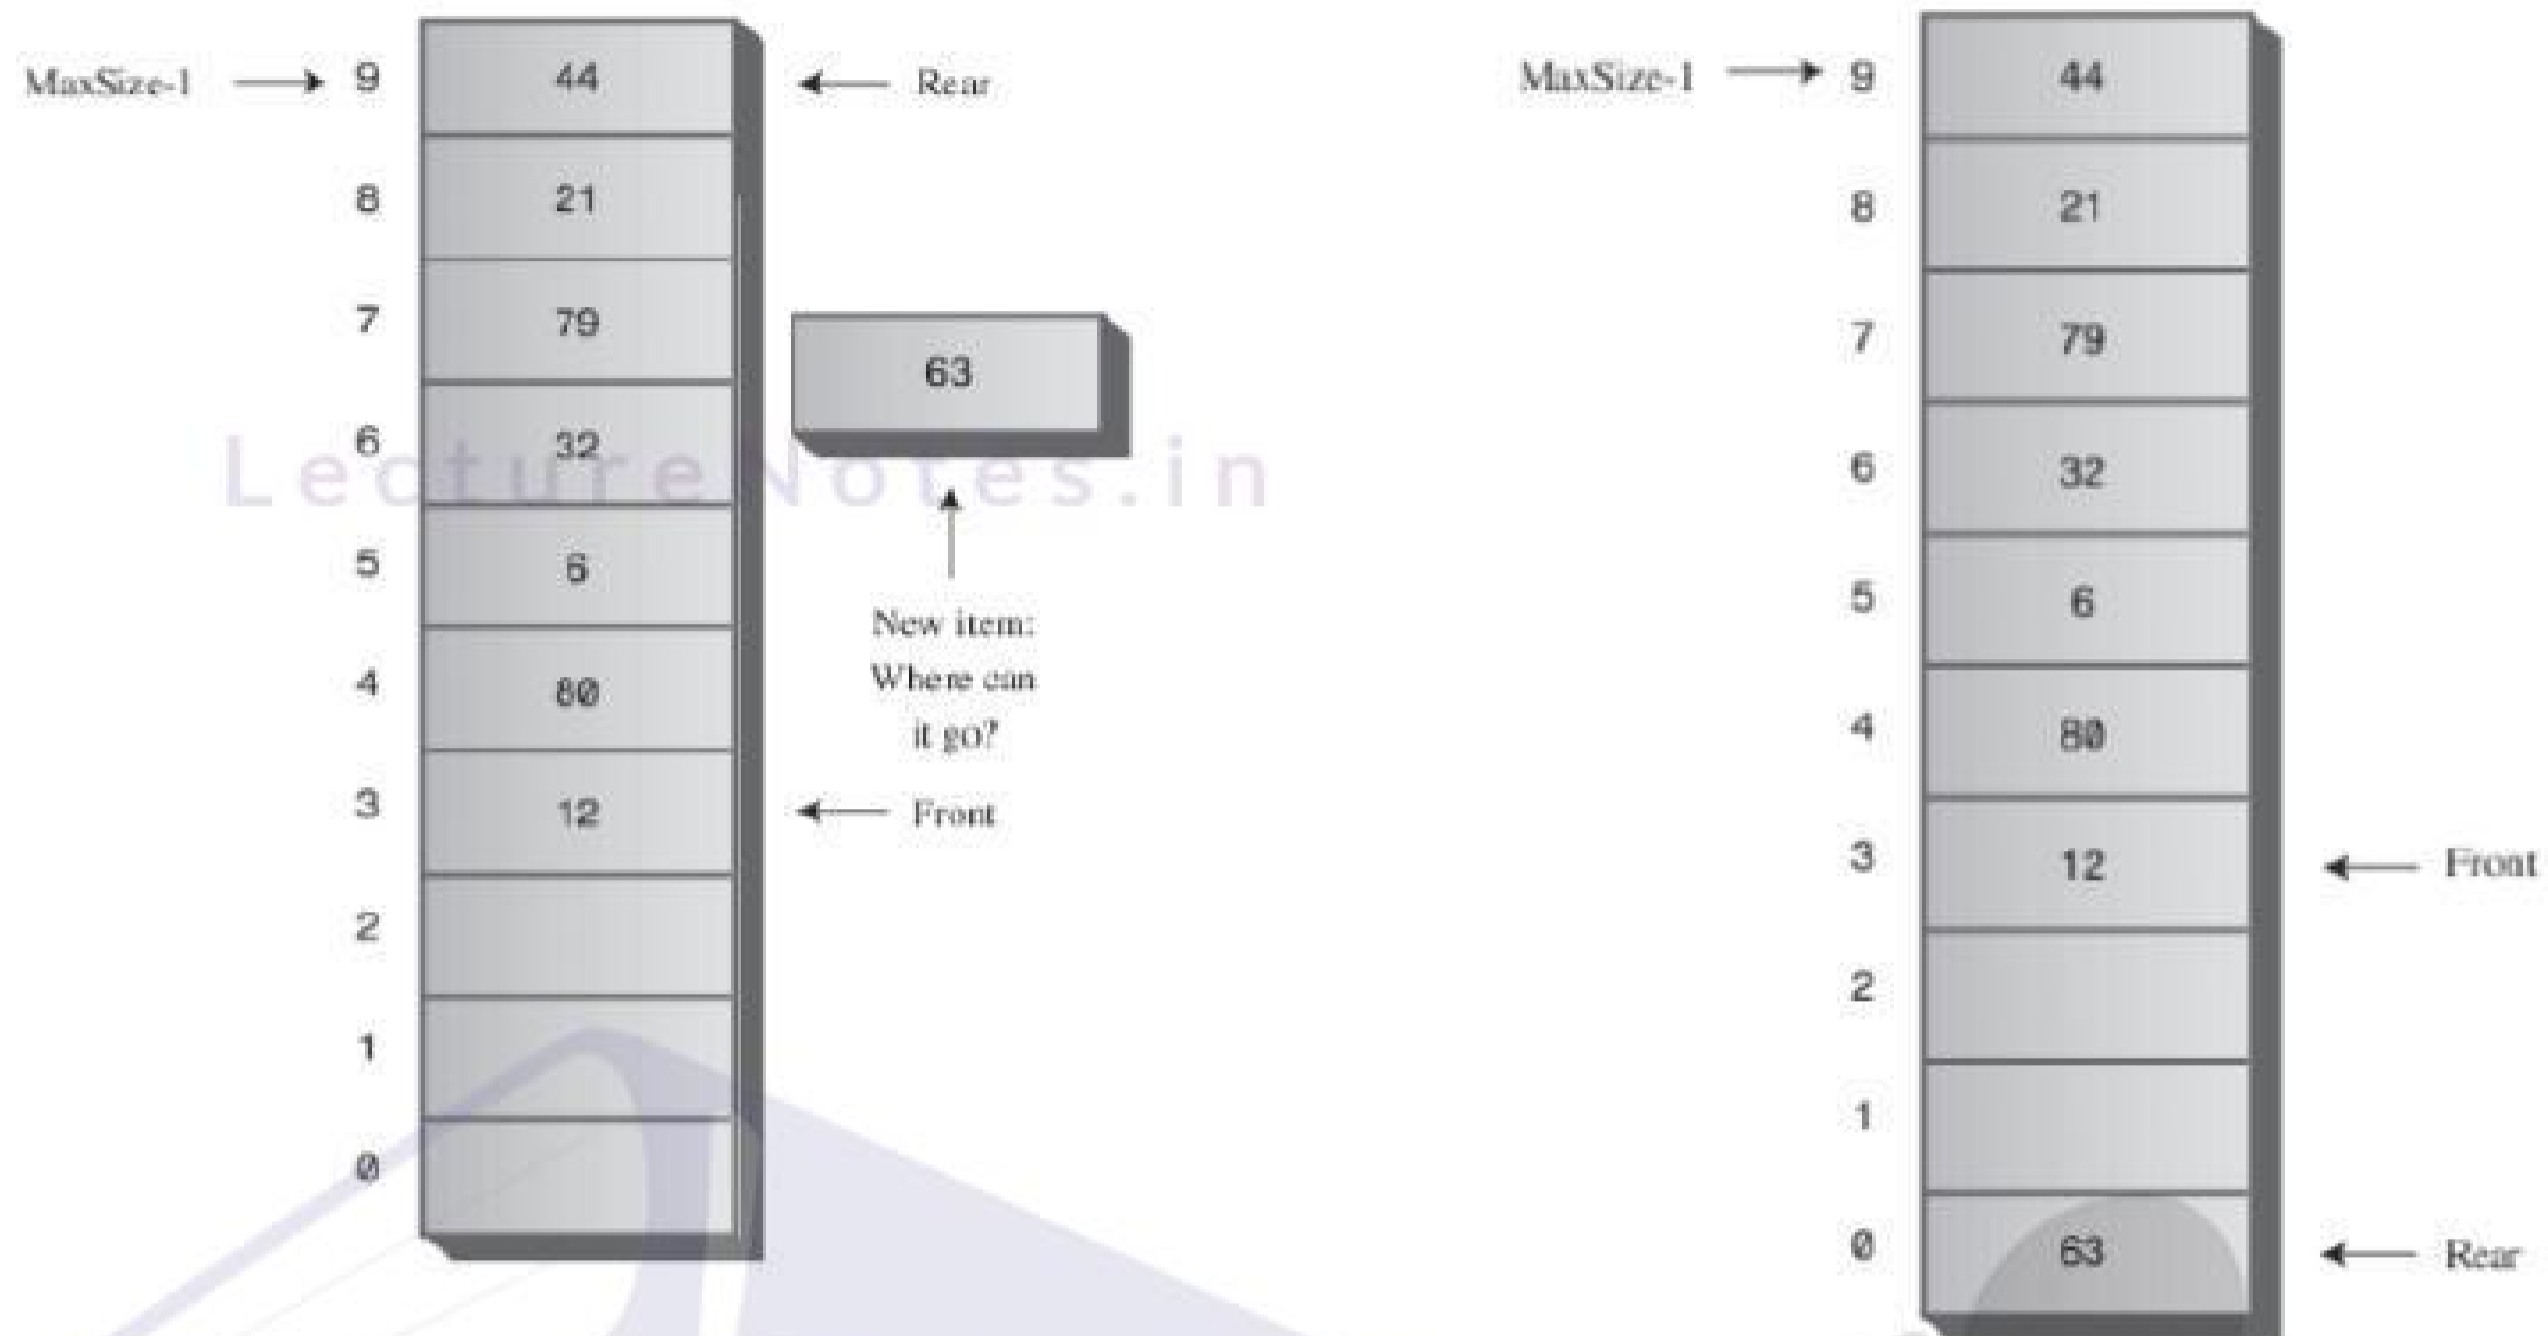 MaxSize-1 9 44 Rear
8 21
7 79
63
6 32
5 6
4 80
3 12 Front
2
1
0
New item:
Where can
it go?
MaxSize-1 9 44
8 21
7 79
6 32
5 6
4 80
3 12 Front
2
1
0 63 Rear
LectureNotes.in